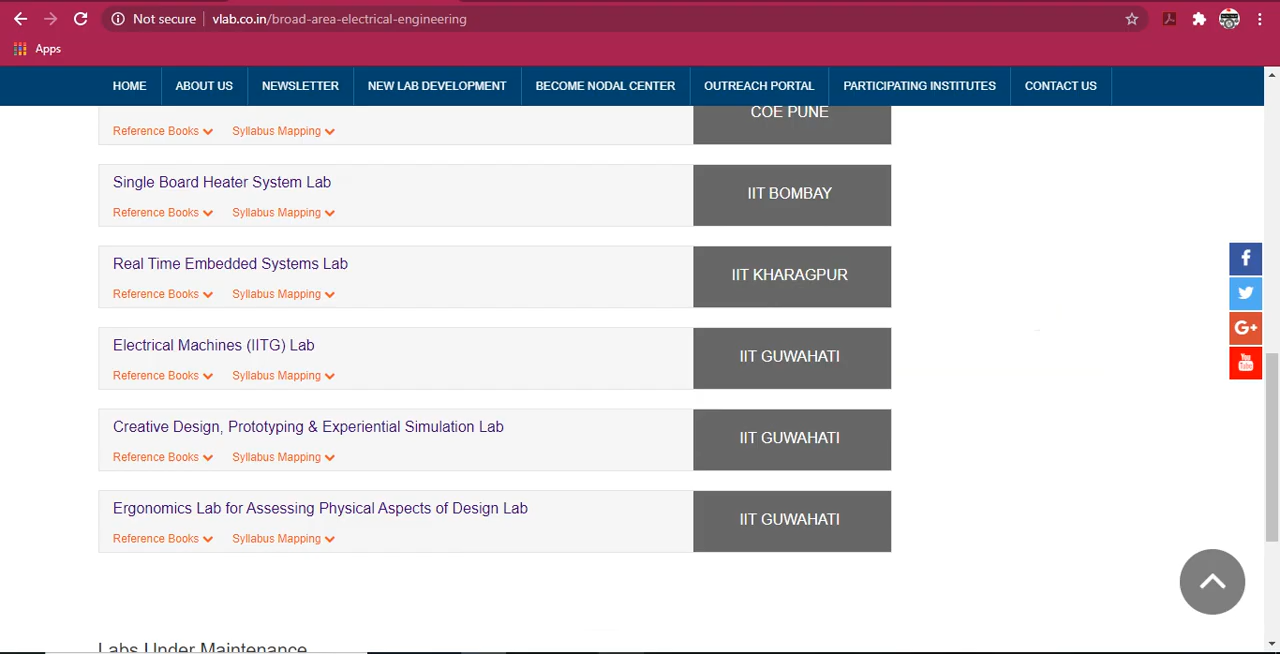 Not secure | vlab.co.in/broad-area-electrical-engineering
Apps
HOME ABOUT US NEWSLETTER NEW LAB DEVELOPMENT BECOME NODAL CENTER OUTREACH PORTAL PARTICIPATING INSTITUTES CONTACT US
COE PUNE
Reference Books Syllabus Mapping
Single Board Heater System Lab
IIT BOMBAY
Reference Books Syllabus Mapping
Real Time Embedded Systems Lab
IIT KHARAGPUR
Reference Books Syllabus Mapping
Electrical Machines (IITG) Lab
IIT GUWAHATI
Reference Books Syllabus Mapping
Creative Design, Prototyping & Experiential Simulation Lab
IIT GUWAHATI
Reference Books Syllabus Mapping
Ergonomics Lab for Assessing Physical Aspects of Design Lab
IIT GUWAHATI
Reference Books Syllabus Mapping
f
G+
You Tube
Labs Under Maintenance